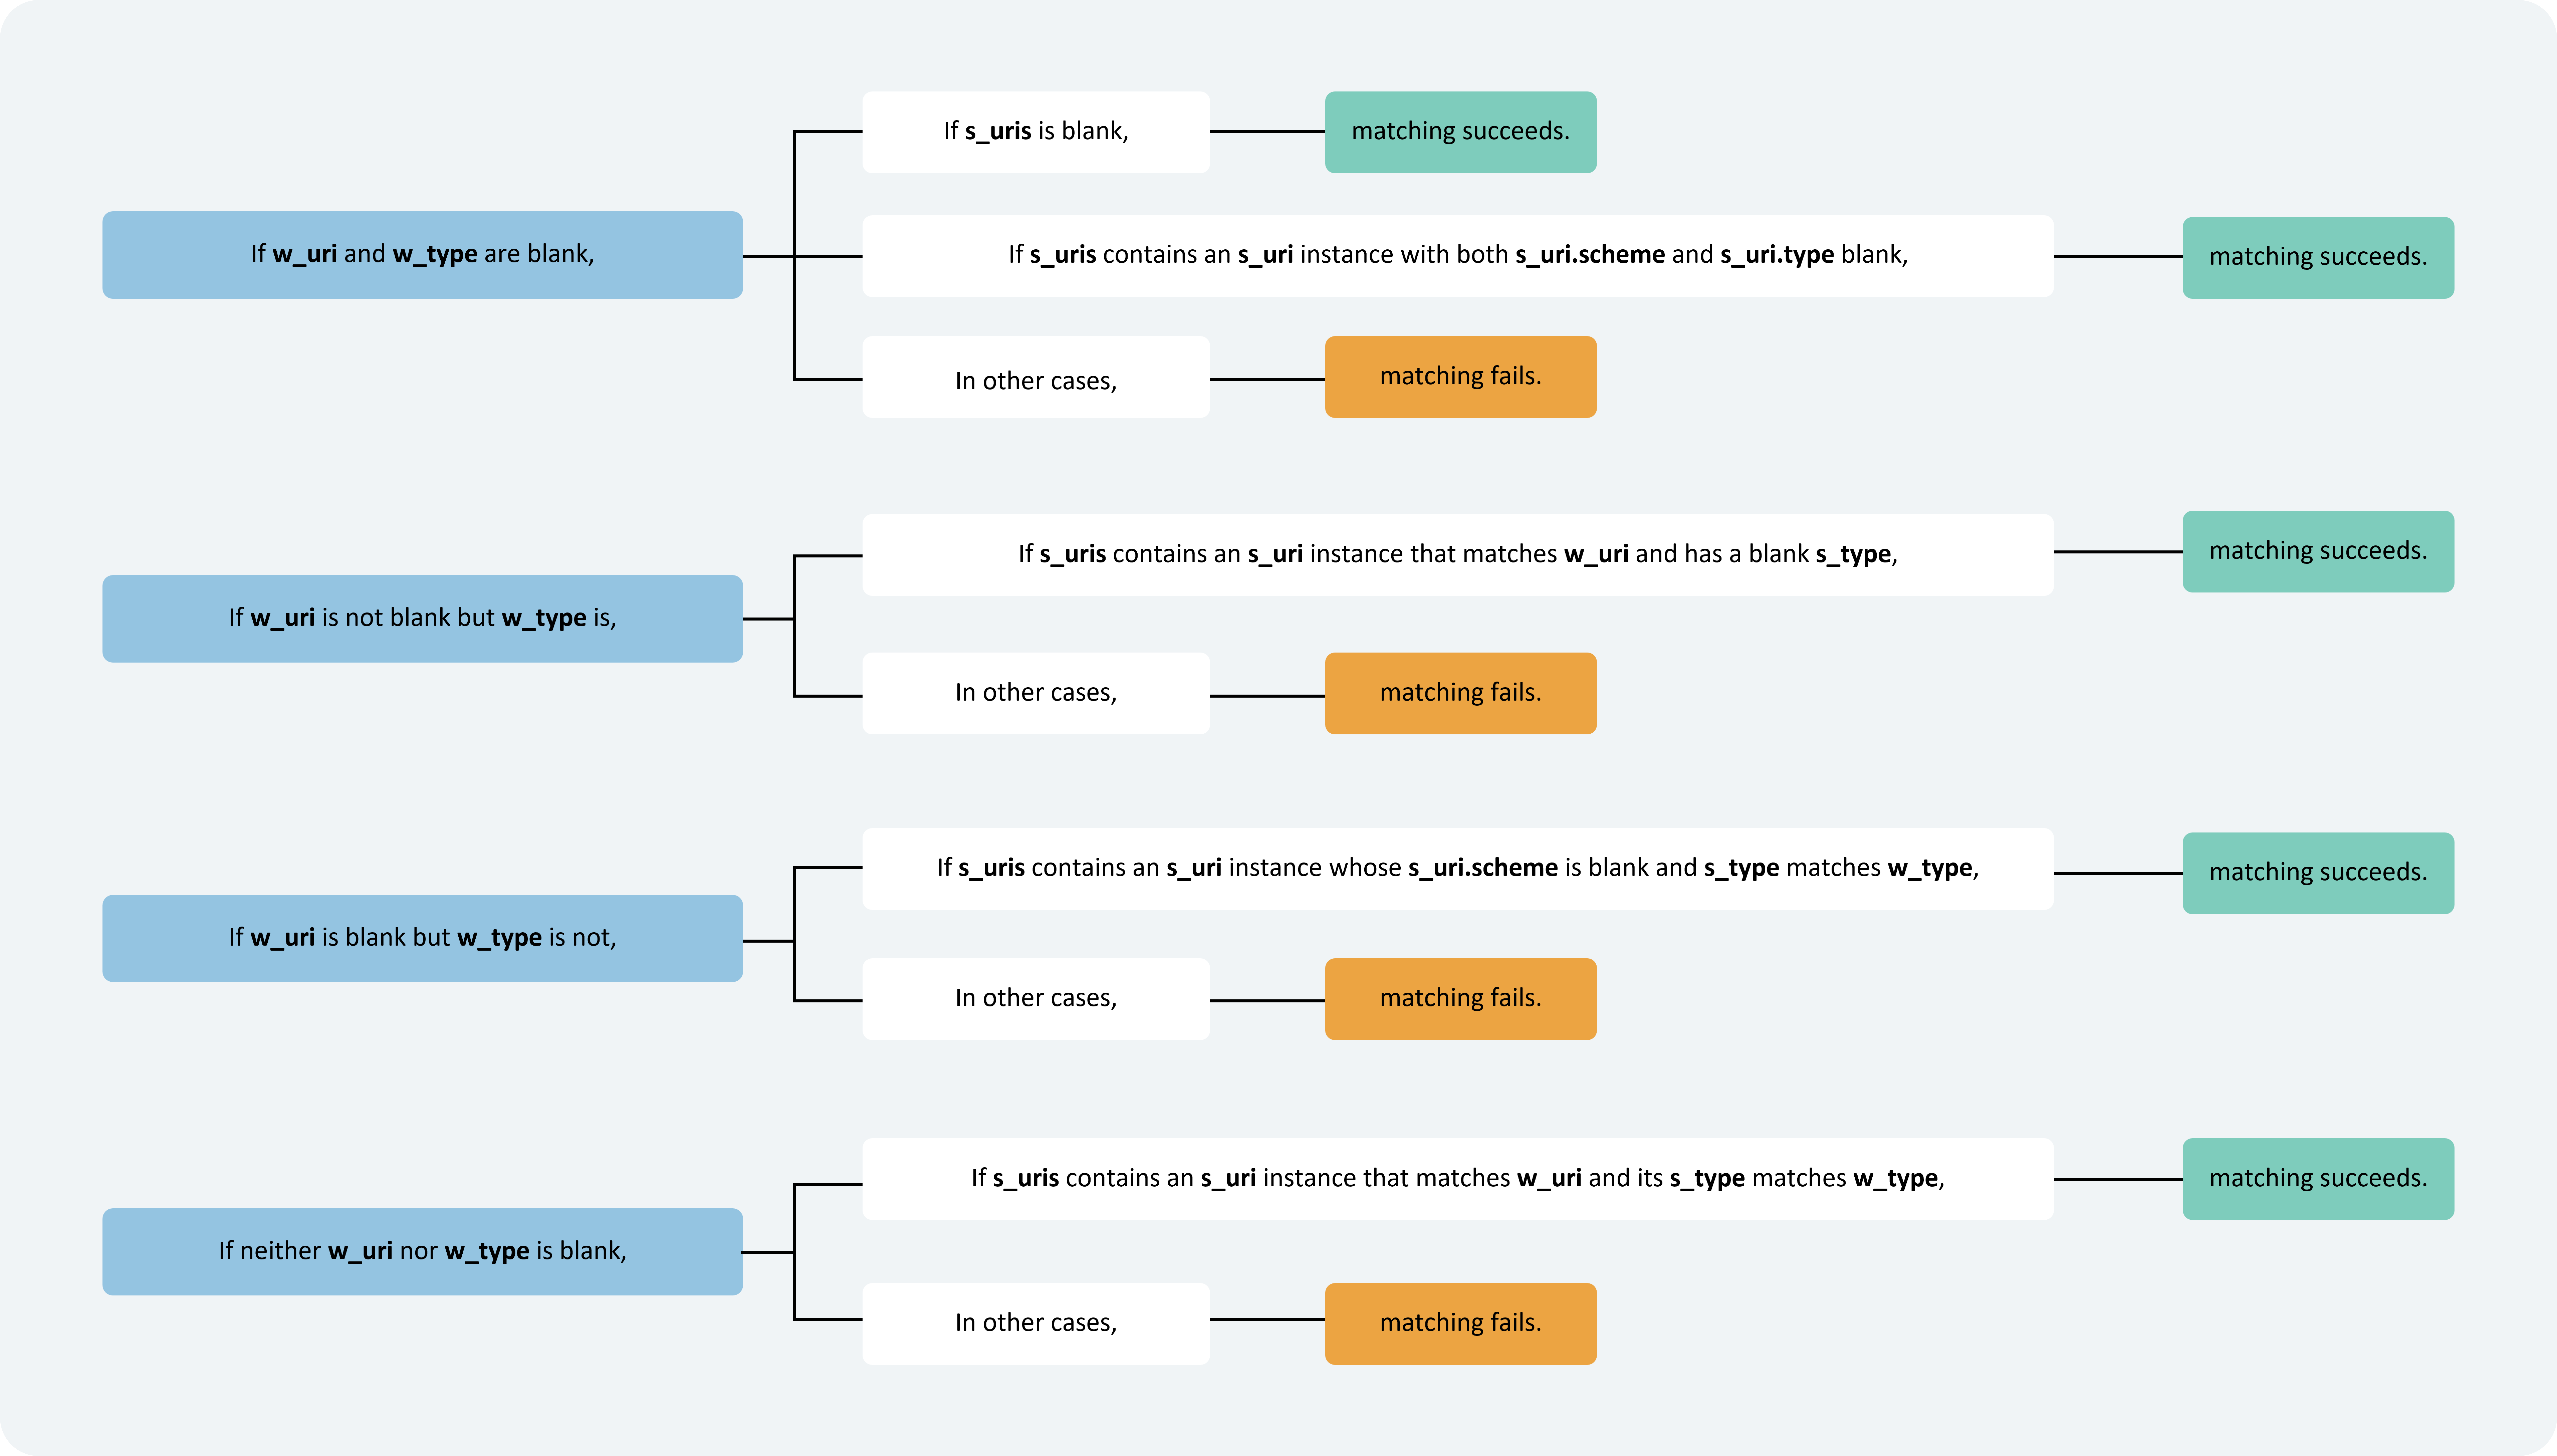 If w_uri and w_type are blank,
If s_uris is blank,
matching succeeds.
If s_uris contains an s_uri instance with both s_uri.scheme and s_uri.type blank,
matching succeeds.
In other cases,
matching fails.
If w_uri is not blank but w_type is,
If s_uris contains an s_uri instance that matches w_uri and has a blank s_type,
matching succeeds.
In other cases,
matching fails.
If w_uri is blank but w_type is not,
If s_uris contains an s_uri instance whose s_uri.scheme is blank and s_type matches w_type,
matching succeeds.
In other cases,
matching fails.
If neither w_uri nor w_type is blank,
If s_uris contains an s_uri instance that matches w_uri and its s_type matches w_type,
matching succeeds.
In other cases,
matching fails.